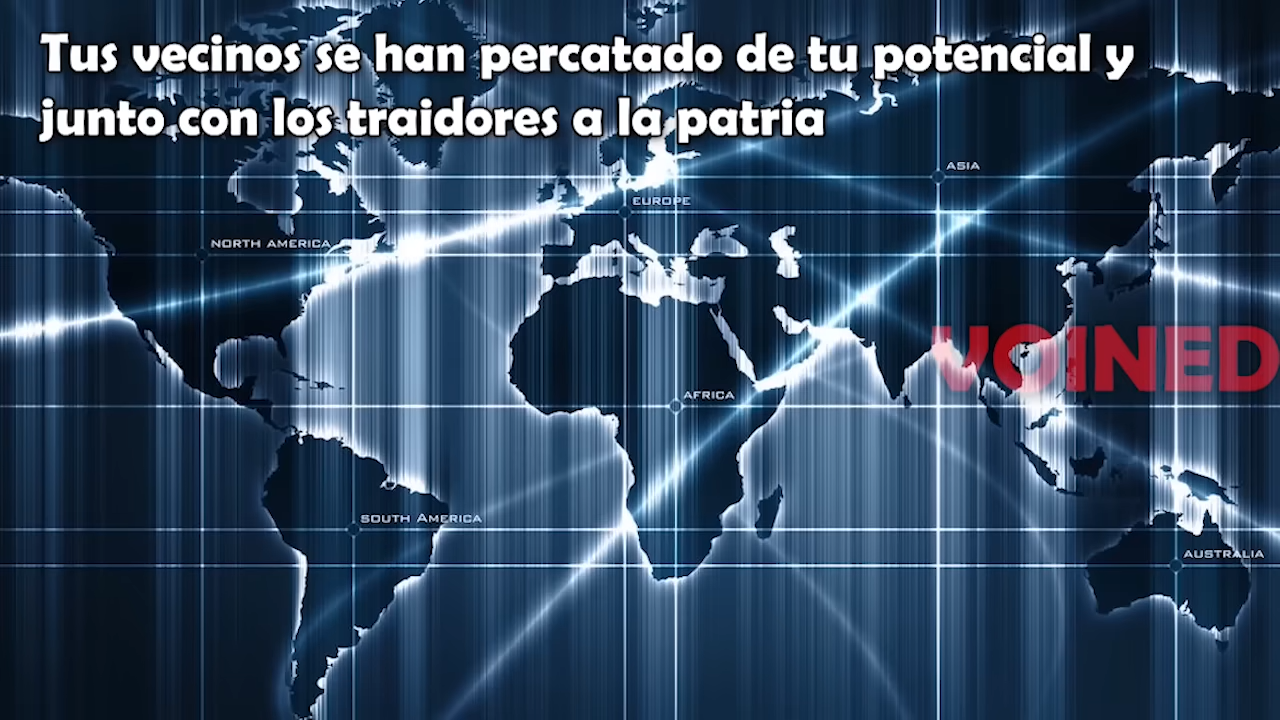 Tus vecinos se han percatado de tu potencial y
junto con los traidores a la patria
ASIA
EUROPE
NORTH AMERICA
VOINED
AFRICA
SOUTH AMERICA
AUSTRALIA